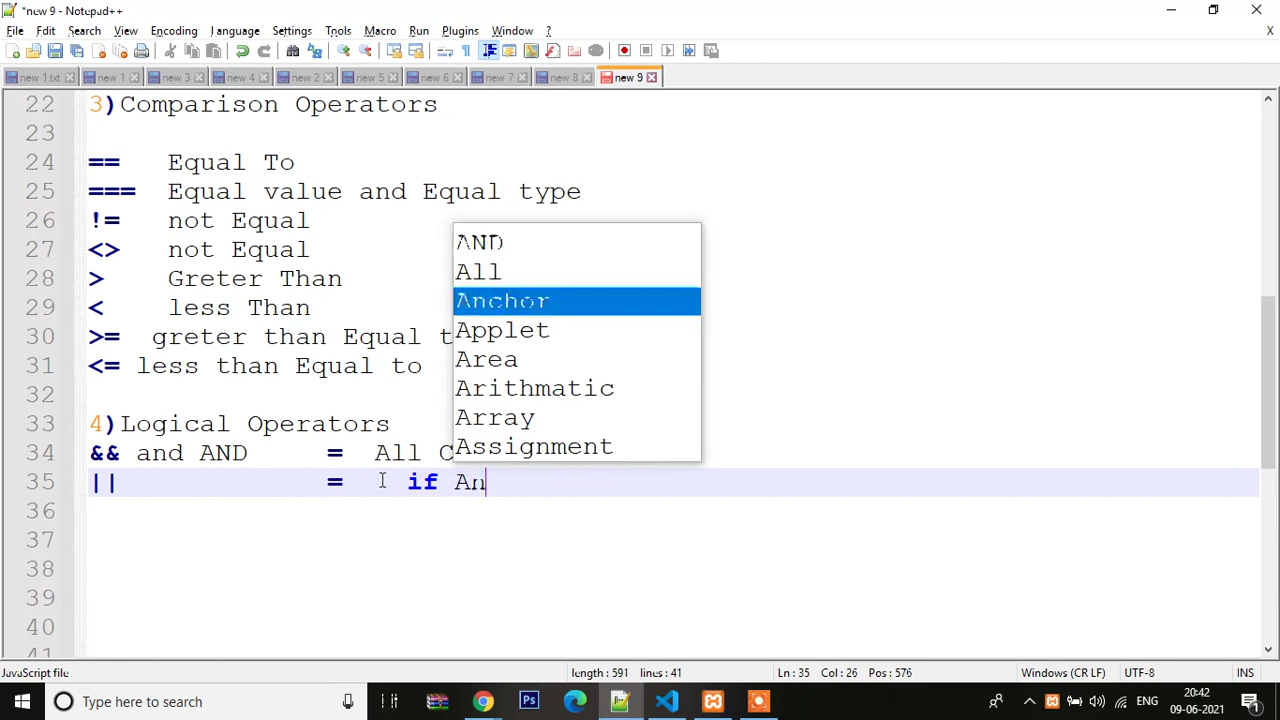 *new 9 - Notepad++
File Edit Search View Encoding Language Settings Tools Macro Run Plugins Window ?
X
new 1.txt new 1 new 3 new 4 new 2 new 5 new 6 new 7 new 8 new 9
22 3)Comparison Operators
23
24 == Equal To
25 === Equal value and Equal type
26 != not Equal
27 <> not Equal
28 > Greter Than
29 < less Than
30 >= greter than Equal t
31 <= less than Equal to
32
33 4)Logical Operators
34 && and AND = All C
35 || = if An
36
37
38
39
40
41
AND
All
Anchor
Applet
Area
Arithmatic
Array
Assignment
JavaScript file length : 591 lines : 41 Ln : 35 Col : 26 Pos : 576 Windows (CR LF) UTF-8 INS
Type here to search
Ps
ENG
20:42
09-06-2021
1